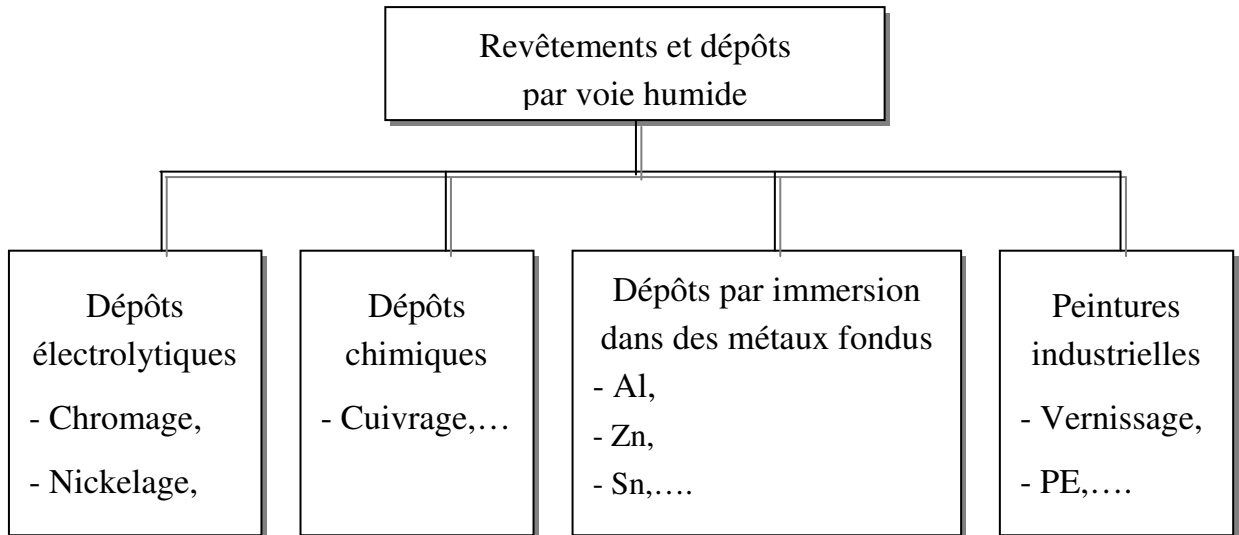 Revêtements et dépôts
par voie humide
Dépôts
électrolytiques
- Chromage,
- Nickelage,
Dépôts
chimiques
- Cuivrage,…
Dépôts par immersion
dans des métaux fondus
- Al,
- Zn,
- Sn,….
Peintures
industrielles
- Vernissage,
- PE,….